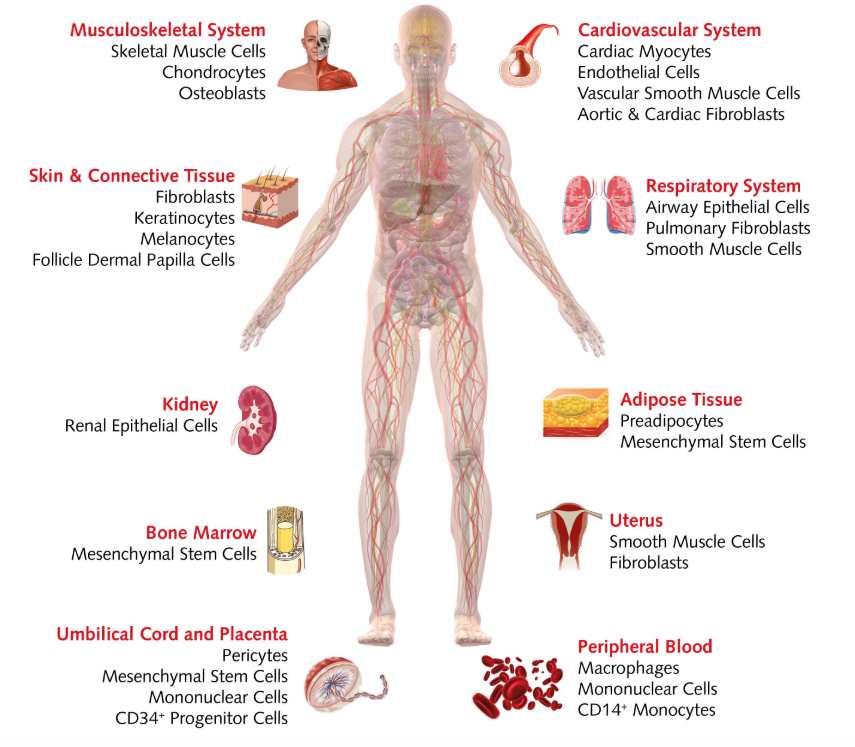 Musculoskeletal System
Skeletal Muscle Cells
Chondrocytes
Osteoblasts
Cardiovascular System
Cardiac Myocytes
Endothelial Cells
Vascular Smooth Muscle Cells
Aortic & Cardiac Fibroblasts
Skin & Connective Tissue
Fibroblasts
Keratinocytes
Melanocytes
Follicle Dermal Papilla Cells
Respiratory System
Airway Epithelial Cells
Pulmonary Fibroblasts
Smooth Muscle Cells
Kidney
Renal Epithelial Cells
Adipose Tissue
Preadipocytes
Mesenchymal Stem Cells
Bone Marrow
Mesenchymal Stem Cells
Uterus
Smooth Muscle Cells
Fibroblasts
Umbilical Cord and Placenta
Pericytes
Mesenchymal Stem Cells
Mononuclear Cells
CD34⁺ Progenitor Cells
Peripheral Blood
Macrophages
Mononuclear Cells
CD14⁺ Monocytes